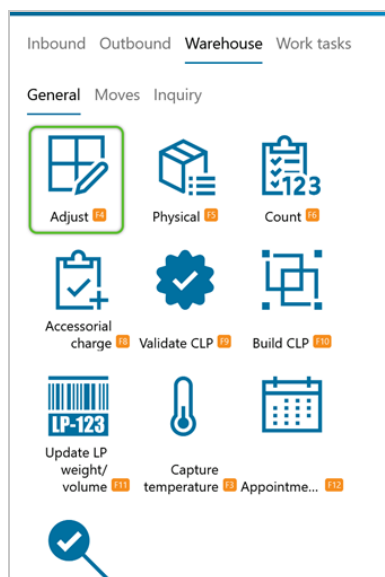 Inbound Outbound Warehouse Work tasks
General Moves Inquiry
123
Adjust F4 Physical F5 Count F6
Accessorial
charge F8 Validate CLP F9 Build CLP F10
LP-123
Update LP
weight/ Capture
volume F11 temperature F3 Appointme... F12